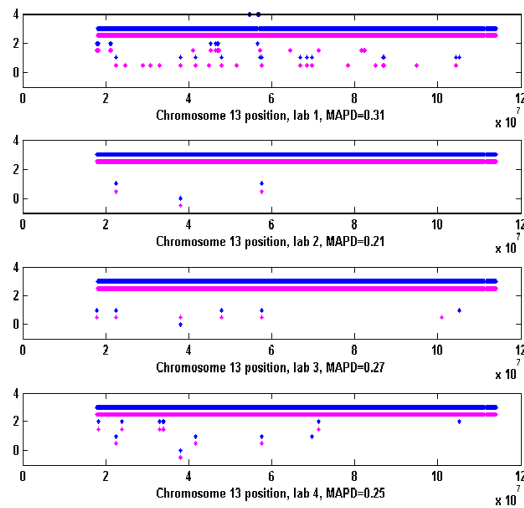 4
2
0
0 2 4 6 8 10 12
x 10^7
Chromosome 13 position, lab 1, MAPD=0.31
4
2
0
0 2 4 6 8 10 12
x 10^7
Chromosome 13 position, lab 2, MAPD=0.21
4
2
0
0 2 4 6 8 10 12
x 10^7
Chromosome 13 position, lab 3, MAPD=0.27
4
2
0
0 2 4 6 8 10 12
x 10^7
Chromosome 13 position, lab 4, MAPD=0.25